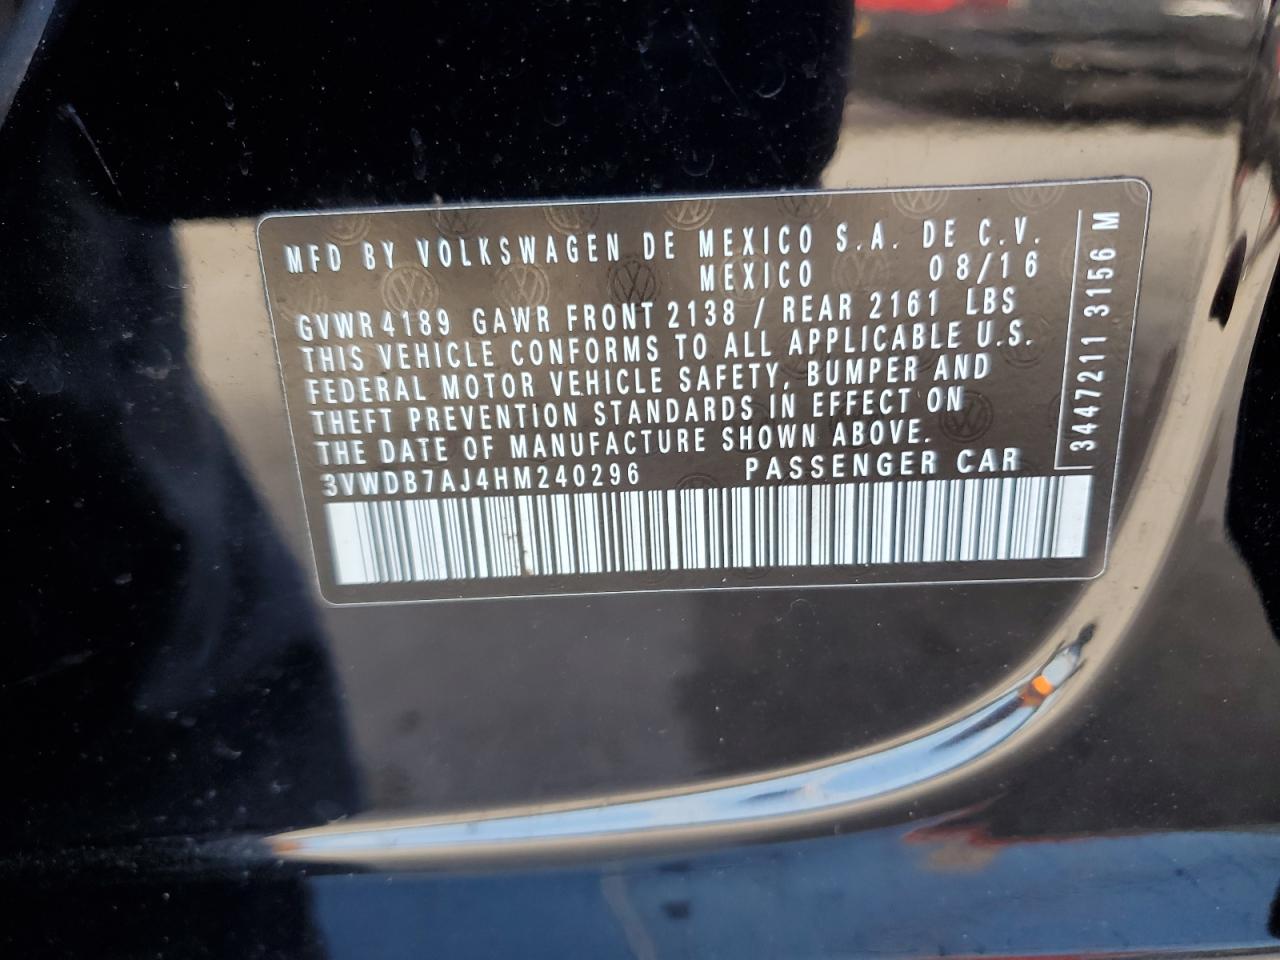 MFD BY VOLKSWAGEN DE MEXICO S.A. DE C.V.
MEXICO 08/16
GVWR 4189 GAWR FRONT 2138 / REAR 2161 LBS
THIS VEHICLE CONFORMS TO ALL APPLICABLE U.S.
FEDERAL MOTOR VEHICLE SAFETY, BUMPER AND
THEFT PREVENTION STANDARDS IN EFFECT ON
THE DATE OF MANUFACTURE SHOWN ABOVE.
3VWDB7AJ4HM240296 PASSENGER CAR
3447211 3156 M